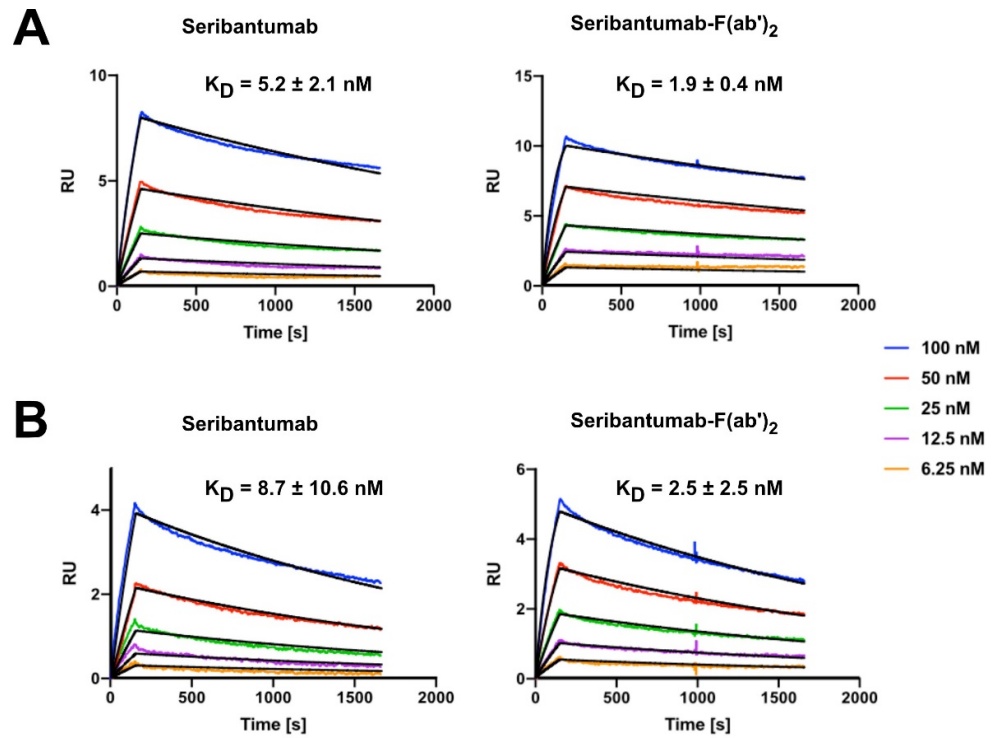 A
Seribantumab
Seribantumab-F(ab')2
KD = 5.2 ± 2.1 nM
KD = 1.9 ± 0.4 nM
10
5
0
RU
0 500 1000 1500 2000
Time [s]
15
10
5
0
RU
0 500 1000 1500 2000
Time [s]
100 nM
50 nM
25 nM
12.5 nM
6.25 nM
B
Seribantumab
Seribantumab-F(ab')2
KD = 8.7 ± 10.6 nM
KD = 2.5 ± 2.5 nM
4
2
0
RU
0 500 1000 1500 2000
Time [s]
6
4
2
0
RU
0 500 1000 1500 2000
Time [s]